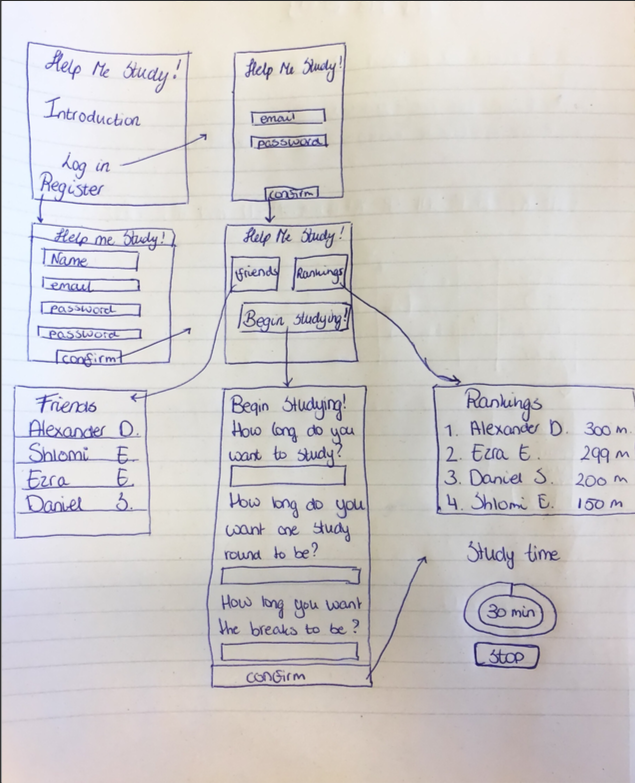 Help Me Study!
Introduction
Log in
Register
Help Me Study!
email
password
confirm
Help me Study!
Name
email
password
password
confirm
Help Me Study!
Friends
Rankings
Begin studying!
Friends
Alexander D.
Shlomi E.
Ezra E.
Daniel S.
Begin Studying!
How long do you
want to study?
How long do you
want one study
round to be?
How long you want
the breaks to be?
confirm
Rankings
1. Alexander D. 300 m.
2. Ezra E. 299 m
3. Daniel S. 200 m
4. Shlomi E. 150 m
Study time
30 min
STOP